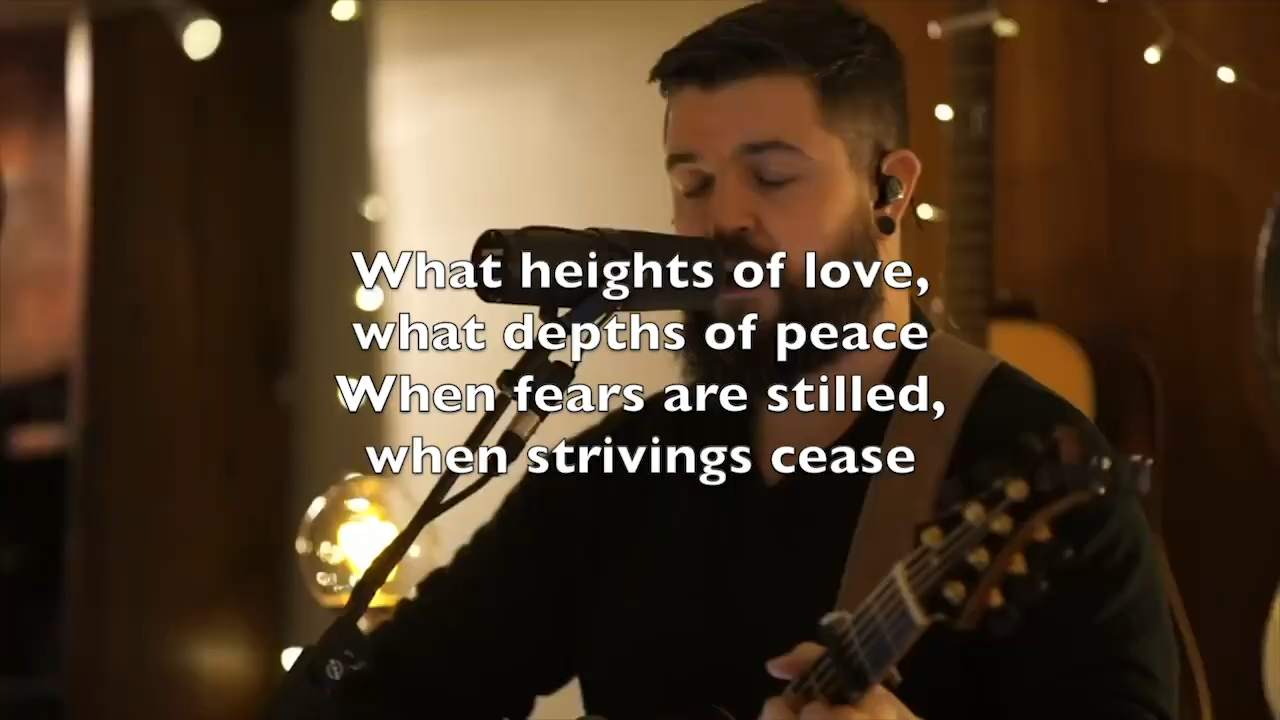 What heights of love,
what depths of peace
When fears are stilled,
when strivings cease